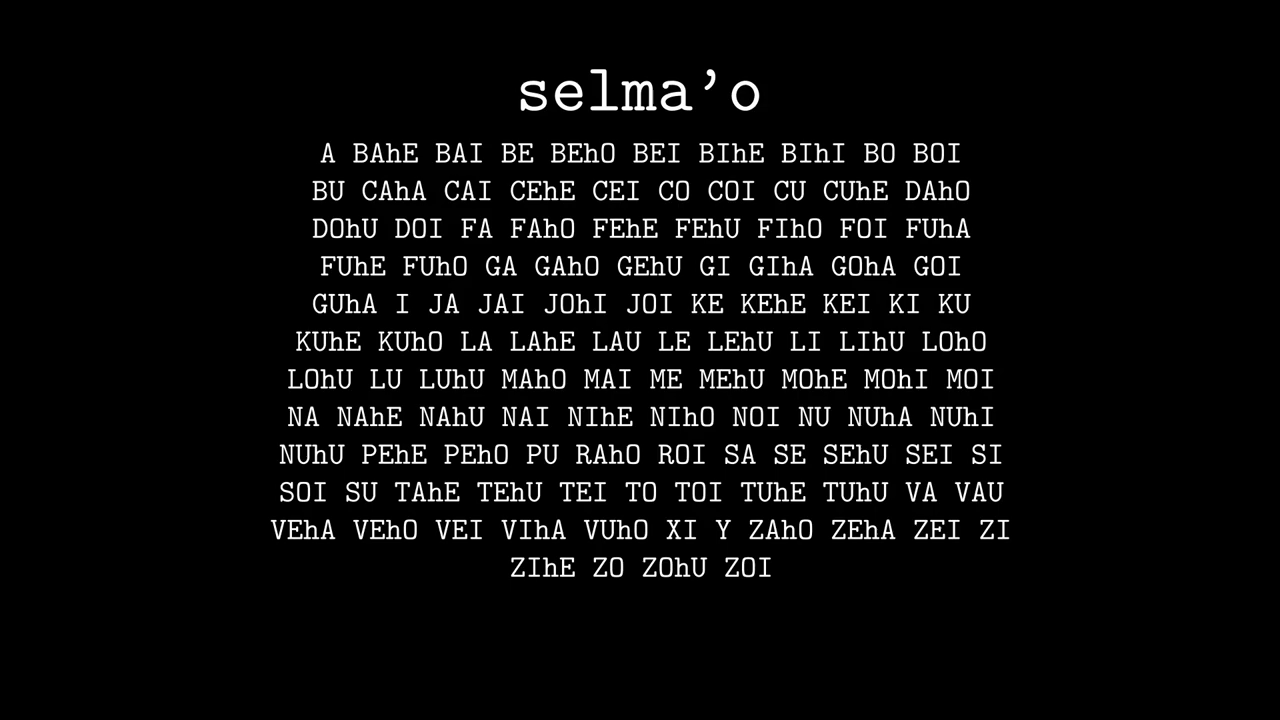 selma’o
A BAhE BAI BE BEhO BEI BIhE BIhI BO BOI
BU CAhA CAI CEhE CEI CO COI CU CUhE DAhO
DOhU DOI FA FAhO FEhE FEhU FIhO FOI FUhA
FUhE FUhO GA GAhO GEhU GI GIhA GOhA GOI
GUhA I JA JAI JOhI JOI KE KEhE KEI KI KU
KUhE KUhO LA LAhE LAU LE LEhU LI LIhU LOhO
LOhU LU LUhU MAhO MAI ME MEhU MOhE MOhI MOI
NA NAhE NAhU NAI NIhE NIhO NOI NU NUhA NUhI
NUhU PEhE PEhO PU RAhO ROI SA SE SEhU SEI SI
SOI SU TAhE TEhU TEI TO TOI TUhE TUhU VA VAU
VEhA VEhO VEI VIhA VUhO XI Y ZAhO ZEhA ZEI ZI
ZIhE ZO ZOhU ZOI